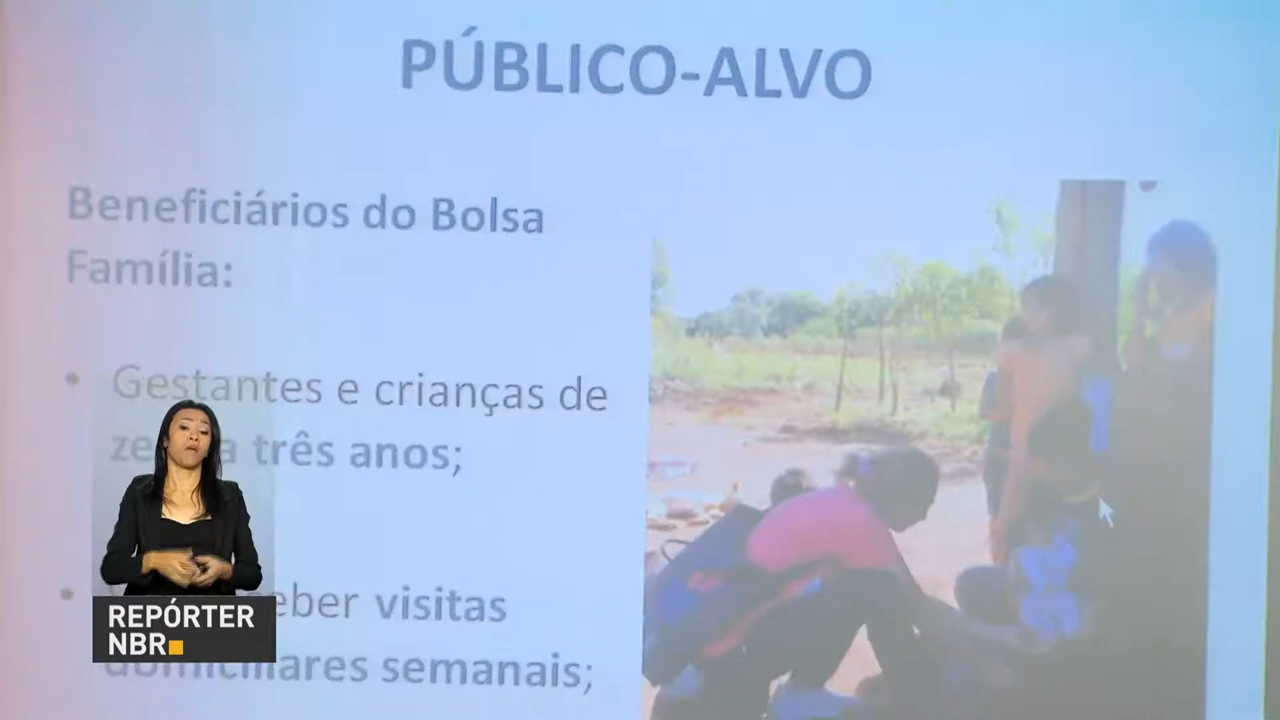 PÚBLICO-ALVO
Beneficiários do Bolsa
Família:
• Gestantes e crianças de
a três anos;
• visitas
domiciliares semanais;
REPÓRTER
NBR